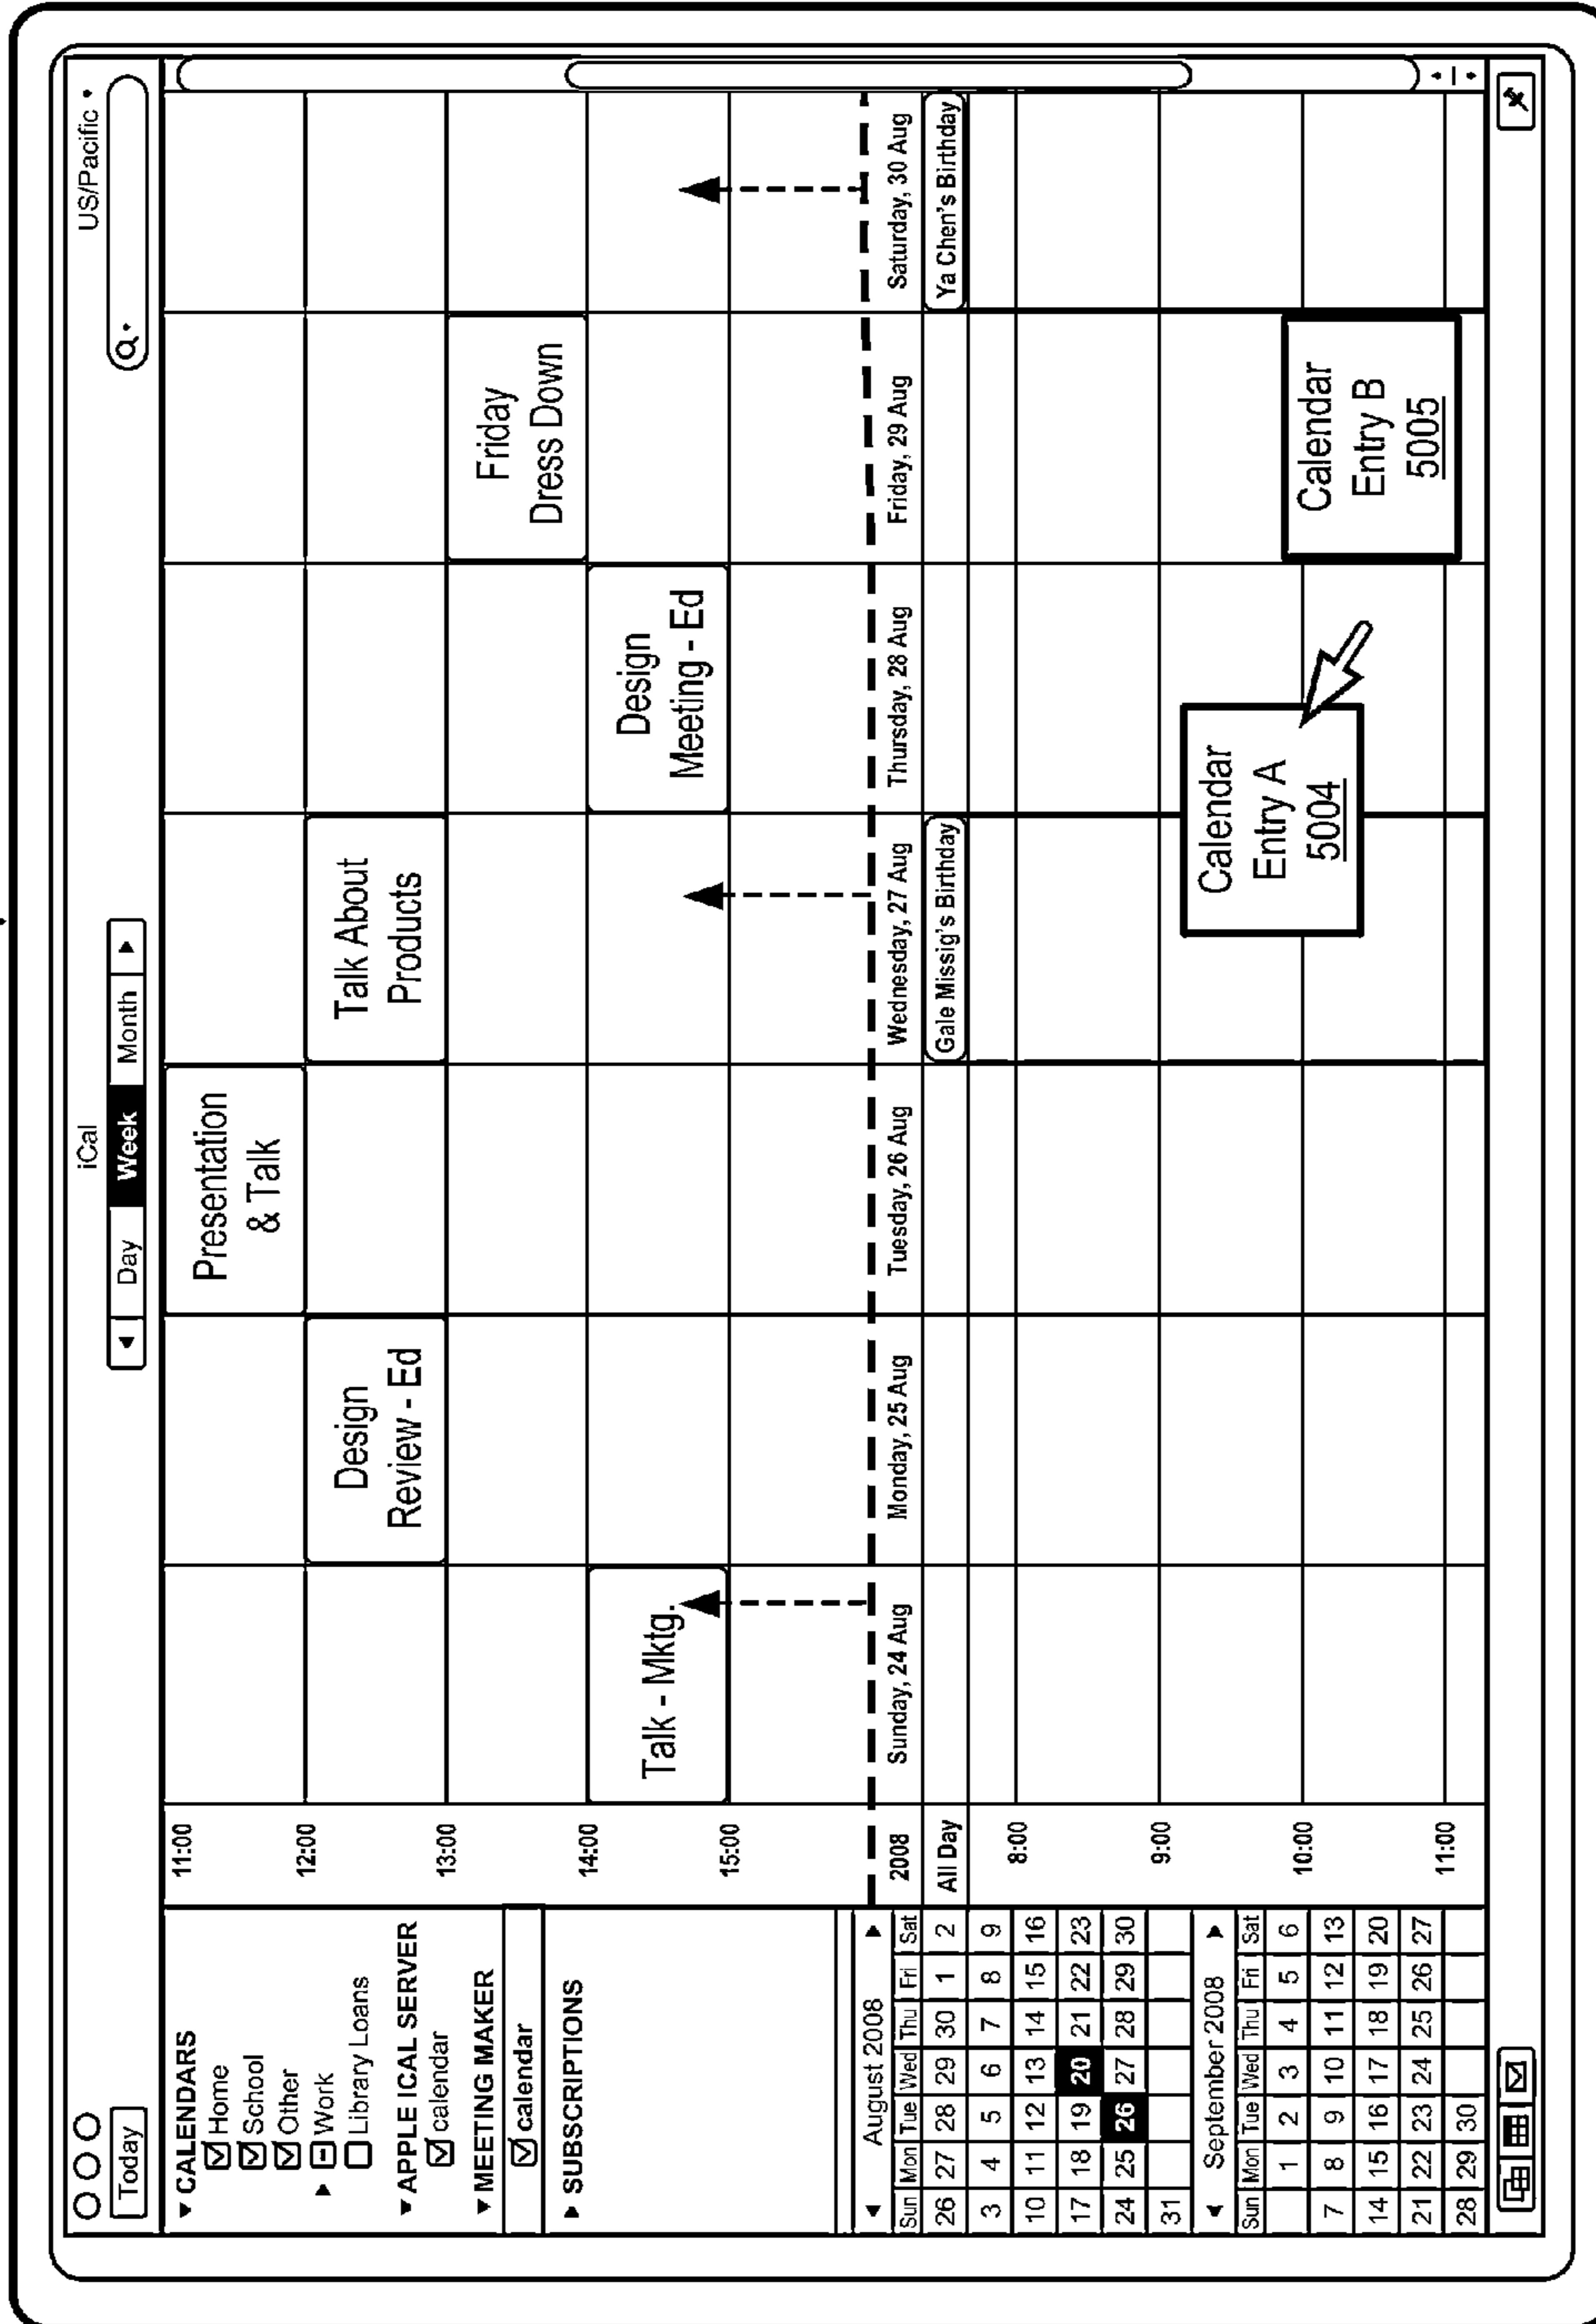 iCal
US/Pacific
Today
Day Week Month
CALENDARS
Home
School
Other
Work
Library Loans
APPLE ICAL SERVER
calendar
MEETING MAKER
calendar
SUBSCRIPTIONS
August 2008
Sun Mon Tue Wed Thu Fri Sat
26 27 28 29 30 1 2
3 4 5 6 7 8 9
10 11 12 13 14 15 16
17 18 19 20 21 22 23
24 25 26 27 28 29 30
31
September 2008
Sun Mon Tue Wed Thu Fri Sat
1 2 3 4 5 6
7 8 9 10 11 12 13
14 15 16 17 18 19 20
21 22 23 24 25 26 27
28 29 30
11:00
Presentation
& Talk
12:00
Design
Review - Ed
Talk About
Products
13:00
Friday
Dress Down
14:00
Talk - Mktg.
Design
Meeting - Ed
15:00
2008 Sunday, 24 Aug Monday, 25 Aug Tuesday, 26 Aug Wednesday, 27 Aug Thursday, 28 Aug Friday, 29 Aug Saturday, 30 Aug
All Day Gale Missig's Birthday Ya Chen's Birthday
8:00
9:00
Calendar
Entry A
5004
10:00
Calendar
Entry B
5005
11:00